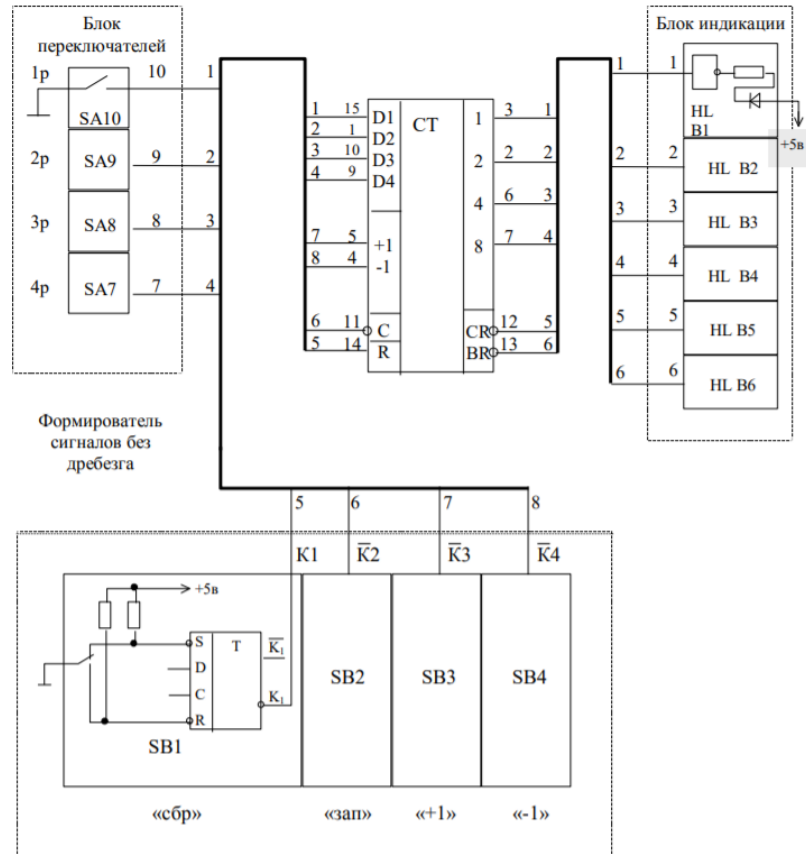 Блок
переключателей
Блок индикации
1р
10
1
SA10
2р
SA9
9
2
3р
SA8
8
3
4р
SA7
7
4
1 15 D1
2 1 D2
3 10 D3
4 9 D4
7 5 +1
8 4 -1
6 11 C
5 14 R
CT
1 3 1
2 2 2
4 6 3
8 7 4
CR 12 5
BR 13 6
1 1
HL
B1
+5в
2 2 HL B2
3 3 HL B3
4 4 HL B4
5 5 HL B5
6 6 HL B6
Формирователь
сигналов без
дребезга
5 6 7 8
K1 K̅2 K̅3 K̅4
+5в
S T K̅₁
D
C K₁
R
SB1
SB2
SB3
SB4
«сбр» «зап» «+1» «-1»